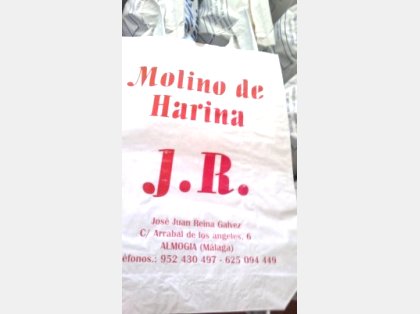 Molino de
Harina
J.R.
José Juan Reina Galvez
C/ Arrabal de los angeles, 6
ALMOGIA (Málaga)
éfonos.: 952 430 497 - 625 094 449